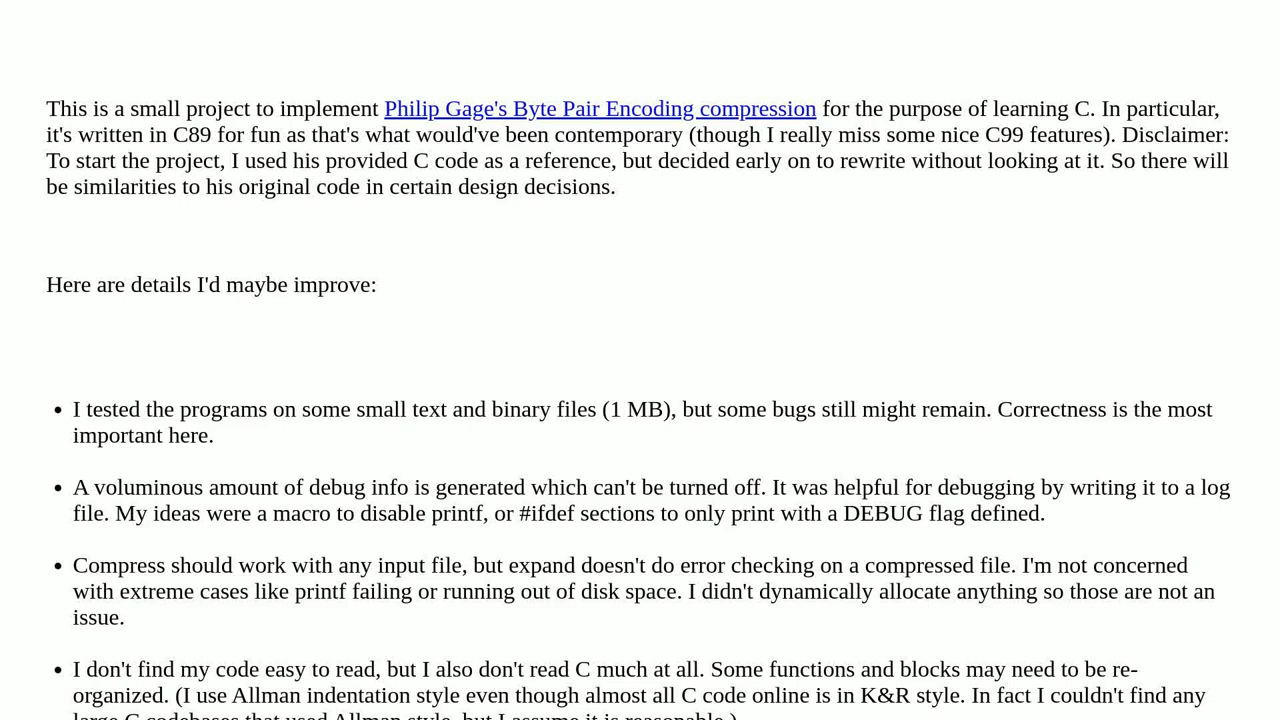 This is a small project to implement Philip Gage's Byte Pair Encoding compression for the purpose of learning C. In particular,
it's written in C89 for fun as that's what would've been contemporary (though I really miss some nice C99 features). Disclaimer:
To start the project, I used his provided C code as a reference, but decided early on to rewrite without looking at it. So there will
be similarities to his original code in certain design decisions.
Here are details I'd maybe improve:
• I tested the programs on some small text and binary files (1 MB), but some bugs still might remain. Correctness is the most
important here.
• A voluminous amount of debug info is generated which can't be turned off. It was helpful for debugging by writing it to a log
file. My ideas were a macro to disable printf, or #ifdef sections to only print with a DEBUG flag defined.
• Compress should work with any input file, but expand doesn't do error checking on a compressed file. I'm not concerned
with extreme cases like printf failing or running out of disk space. I didn't dynamically allocate anything so those are not an
issue.
• I don't find my code easy to read, but I also don't read C much at all. Some functions and blocks may need to be re-
organized. (I use Allman indentation style even though almost all C code online is in K&R style. In fact I couldn't find any
large C codebases that used Allman style, but I assume it is reasonable.)